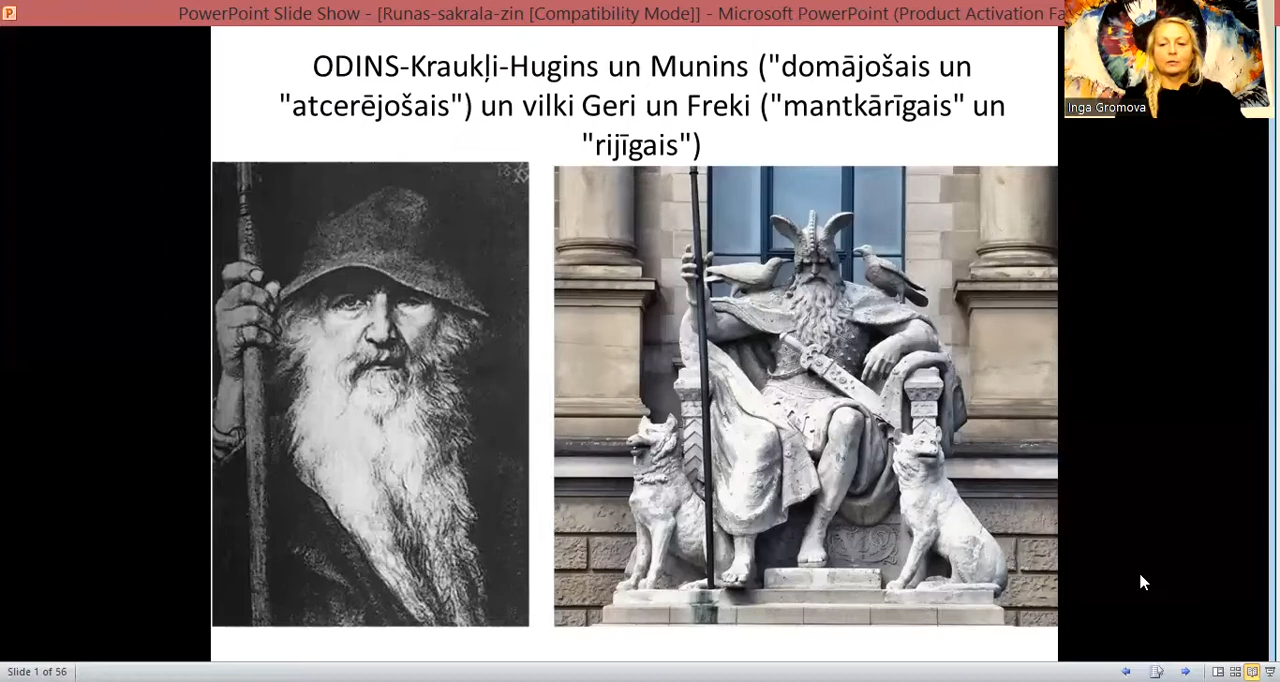 PowerPoint Slide Show - [Runas-sakrala-zin [Compatibility Mode]] - Microsoft PowerPoint (Product Activation Fa
Inga Gromova
ODINS-Kraukļi-Hugins un Munins ("domājošais un
"atcerējošais") un vilki Geri un Freki ("mantkārīgais" un
"rijīgais")
Slide 1 of 56